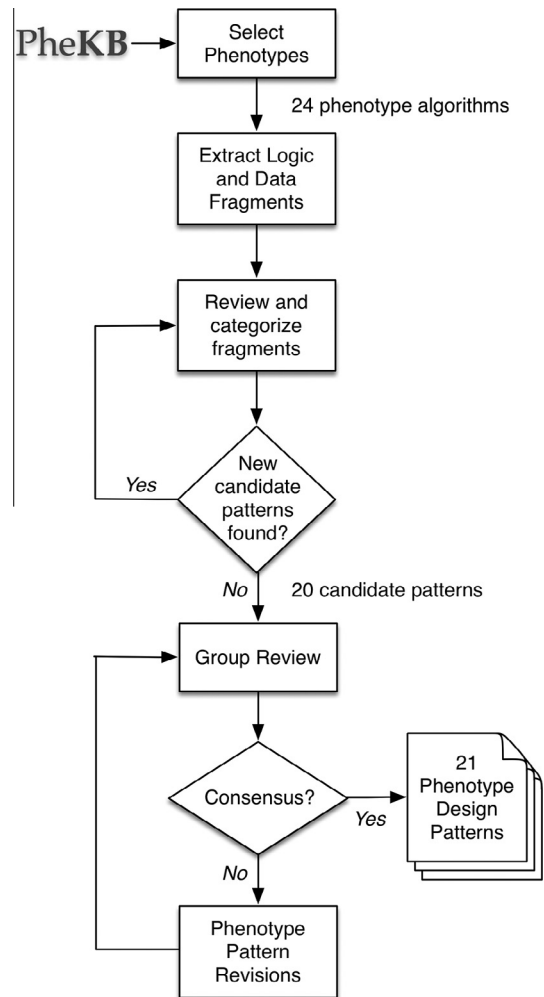 PheKB
Select
Phenotypes
24 phenotype algorithms
Extract Logic
and Data
Fragments
Review and
categorize
fragments
Yes
New
candidate
patterns
found?
No
20 candidate patterns
Group Review
Consensus?
Yes
21
Phenotype
Design
Patterns
No
Phenotype
Pattern
Revisions